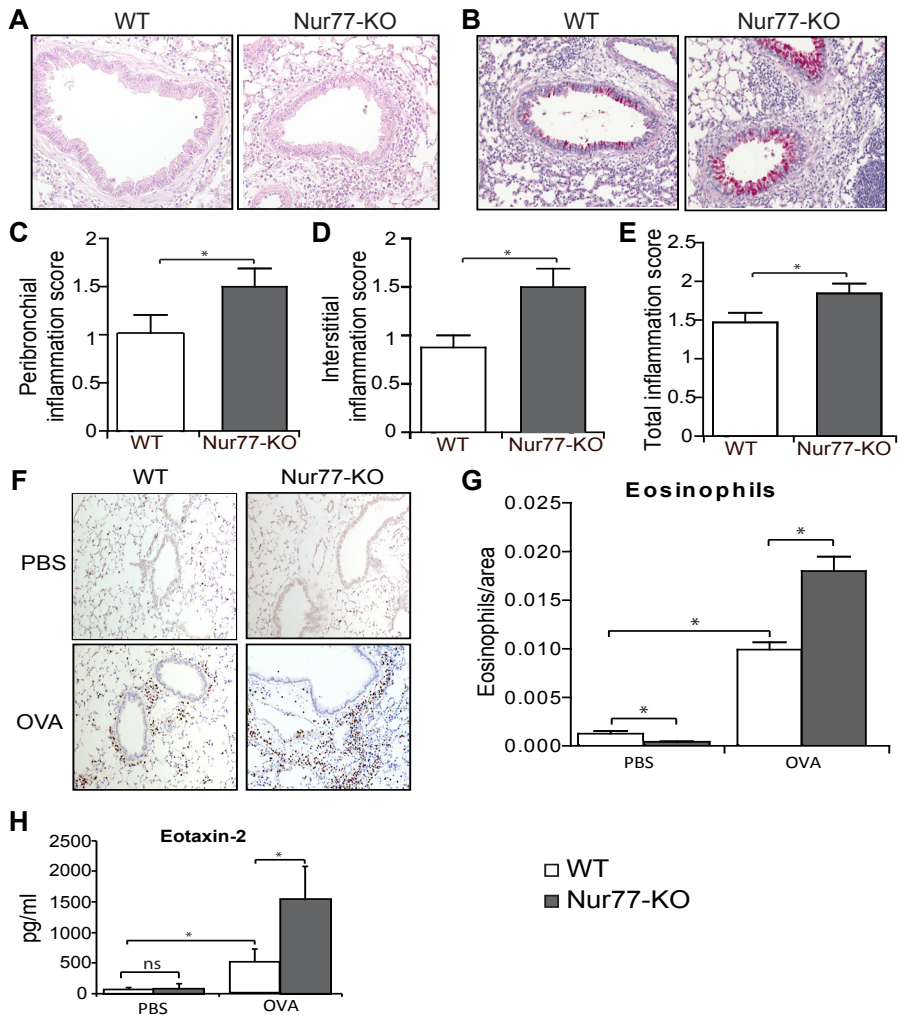 A
WT
Nur77-KO
B
WT
Nur77-KO
C
Peribronchial
inflammation score
2
1.5
1
0.5
0
*
WT
Nur77-KO
D
Interstitial
inflammation score
2
1.5
1
0.5
0
*
WT
Nur77-KO
E
Total inflammation score
2.5
2
1.5
1
0.5
0
*
WT
Nur77-KO
F
WT
Nur77-KO
PBS
OVA
G
Eosinophils
Eosinophils/area
0.025
0.020
0.015
0.010
0.005
0.000
*
*
*
PBS
OVA
H
Eotaxin-2
pg/ml
2500
2000
1500
1000
500
0
ns
*
*
PBS
OVA
WT
Nur77-KO